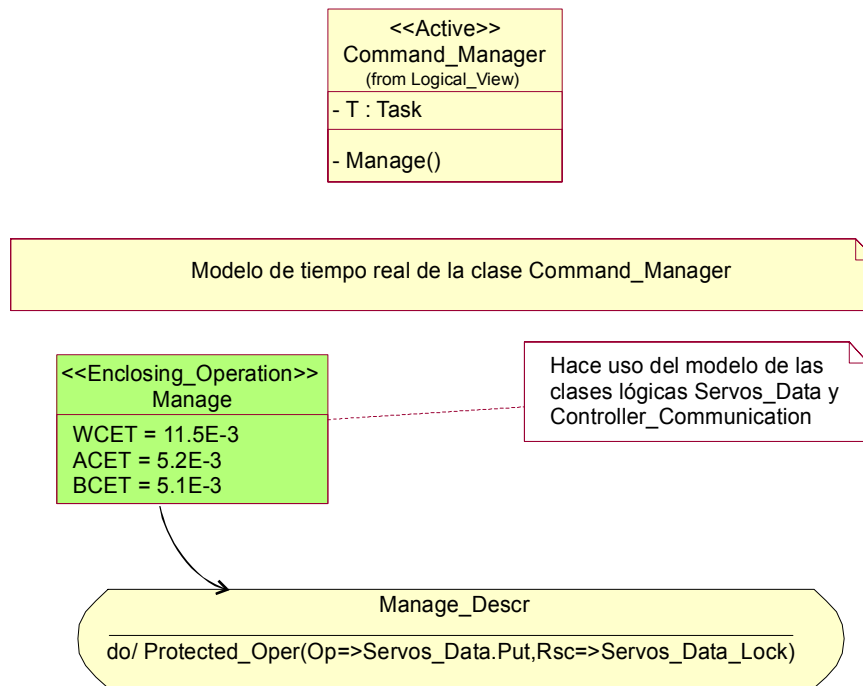 <<Active>>
Command_Manager
(from Logical_View)
- T : Task
- Manage()
Modelo de tiempo real de la clase Command_Manager
<<Enclosing_Operation>>
Manage
WCET = 11.5E-3
ACET = 5.2E-3
BCET = 5.1E-3
Hace uso del modelo de las
clases lógicas Servos_Data y
Controller_Communication
Manage_Descr
do/ Protected_Oper(Op=>Servos_Data.Put,Rsc=>Servos_Data_Lock)